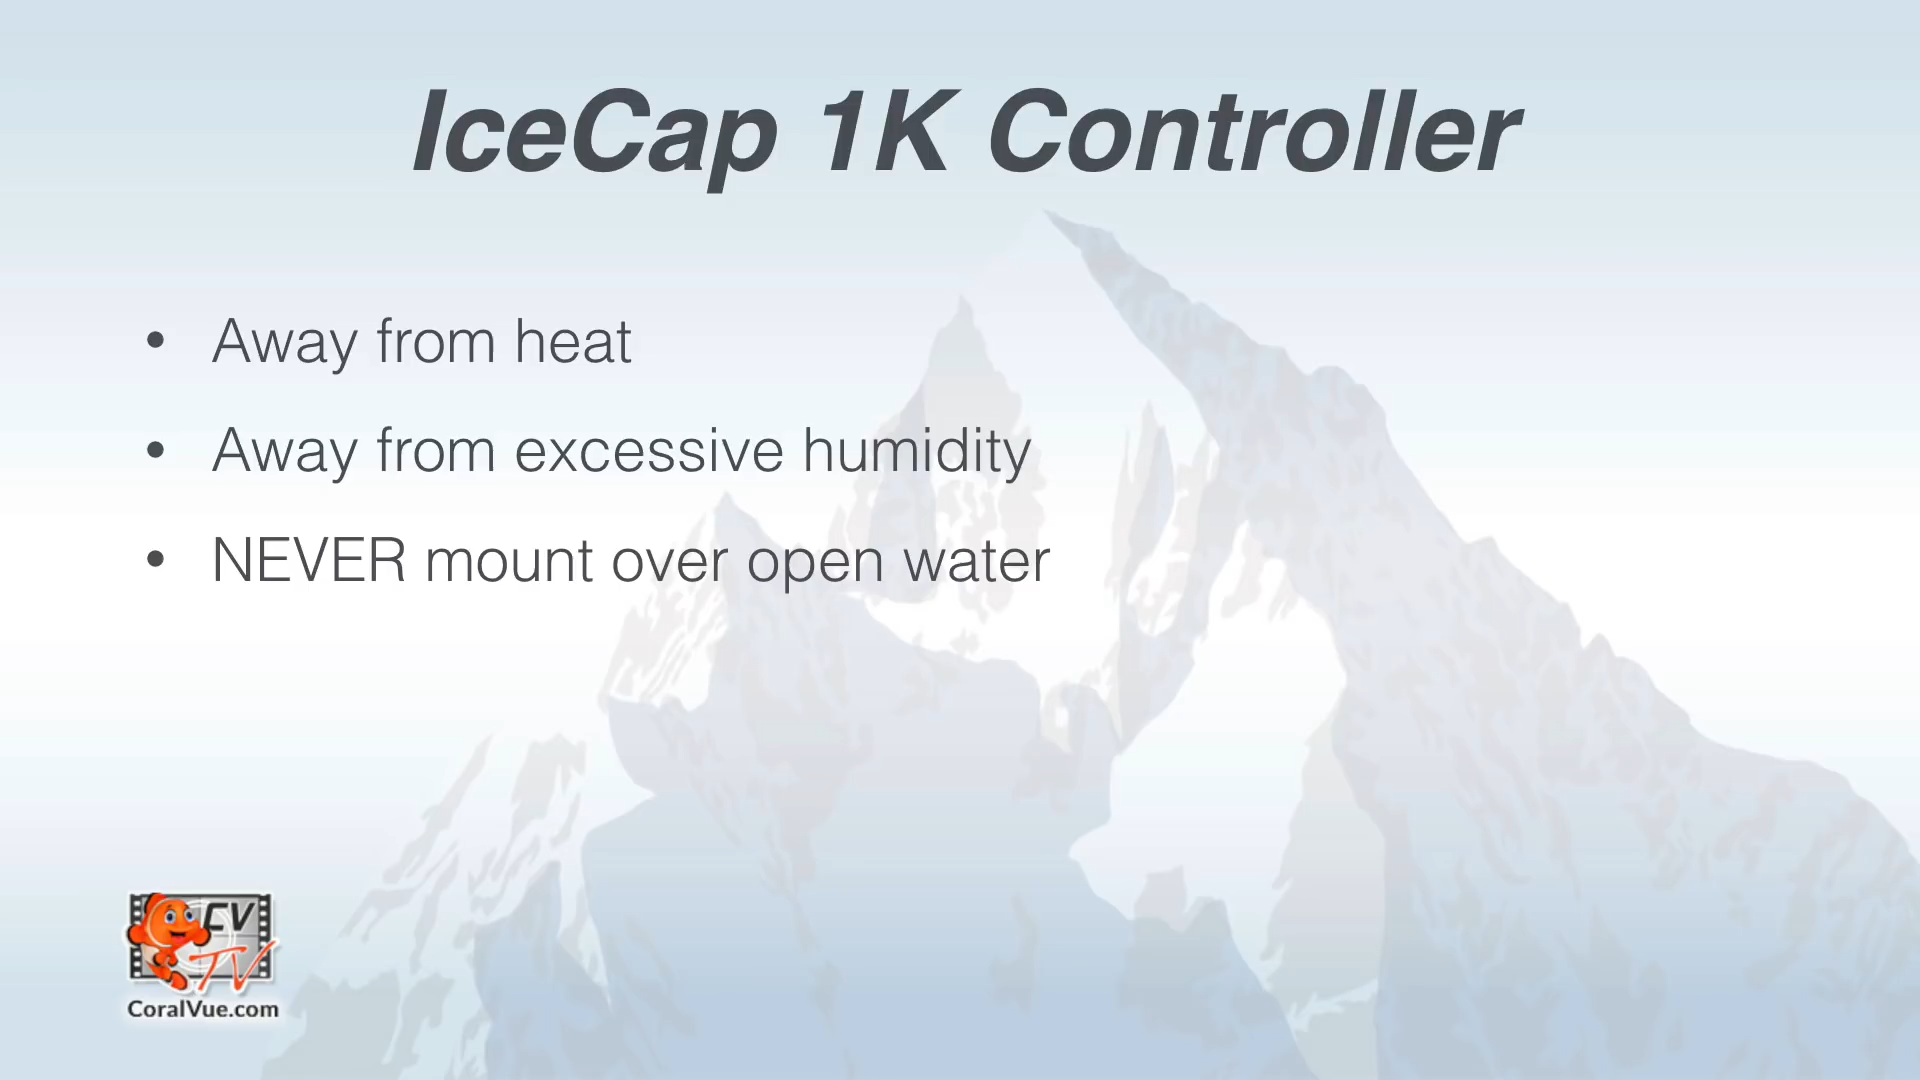 IceCap 1K Controller
• Away from heat
• Away from excessive humidity
• NEVER mount over open water
CV
TV
CoralVue.com